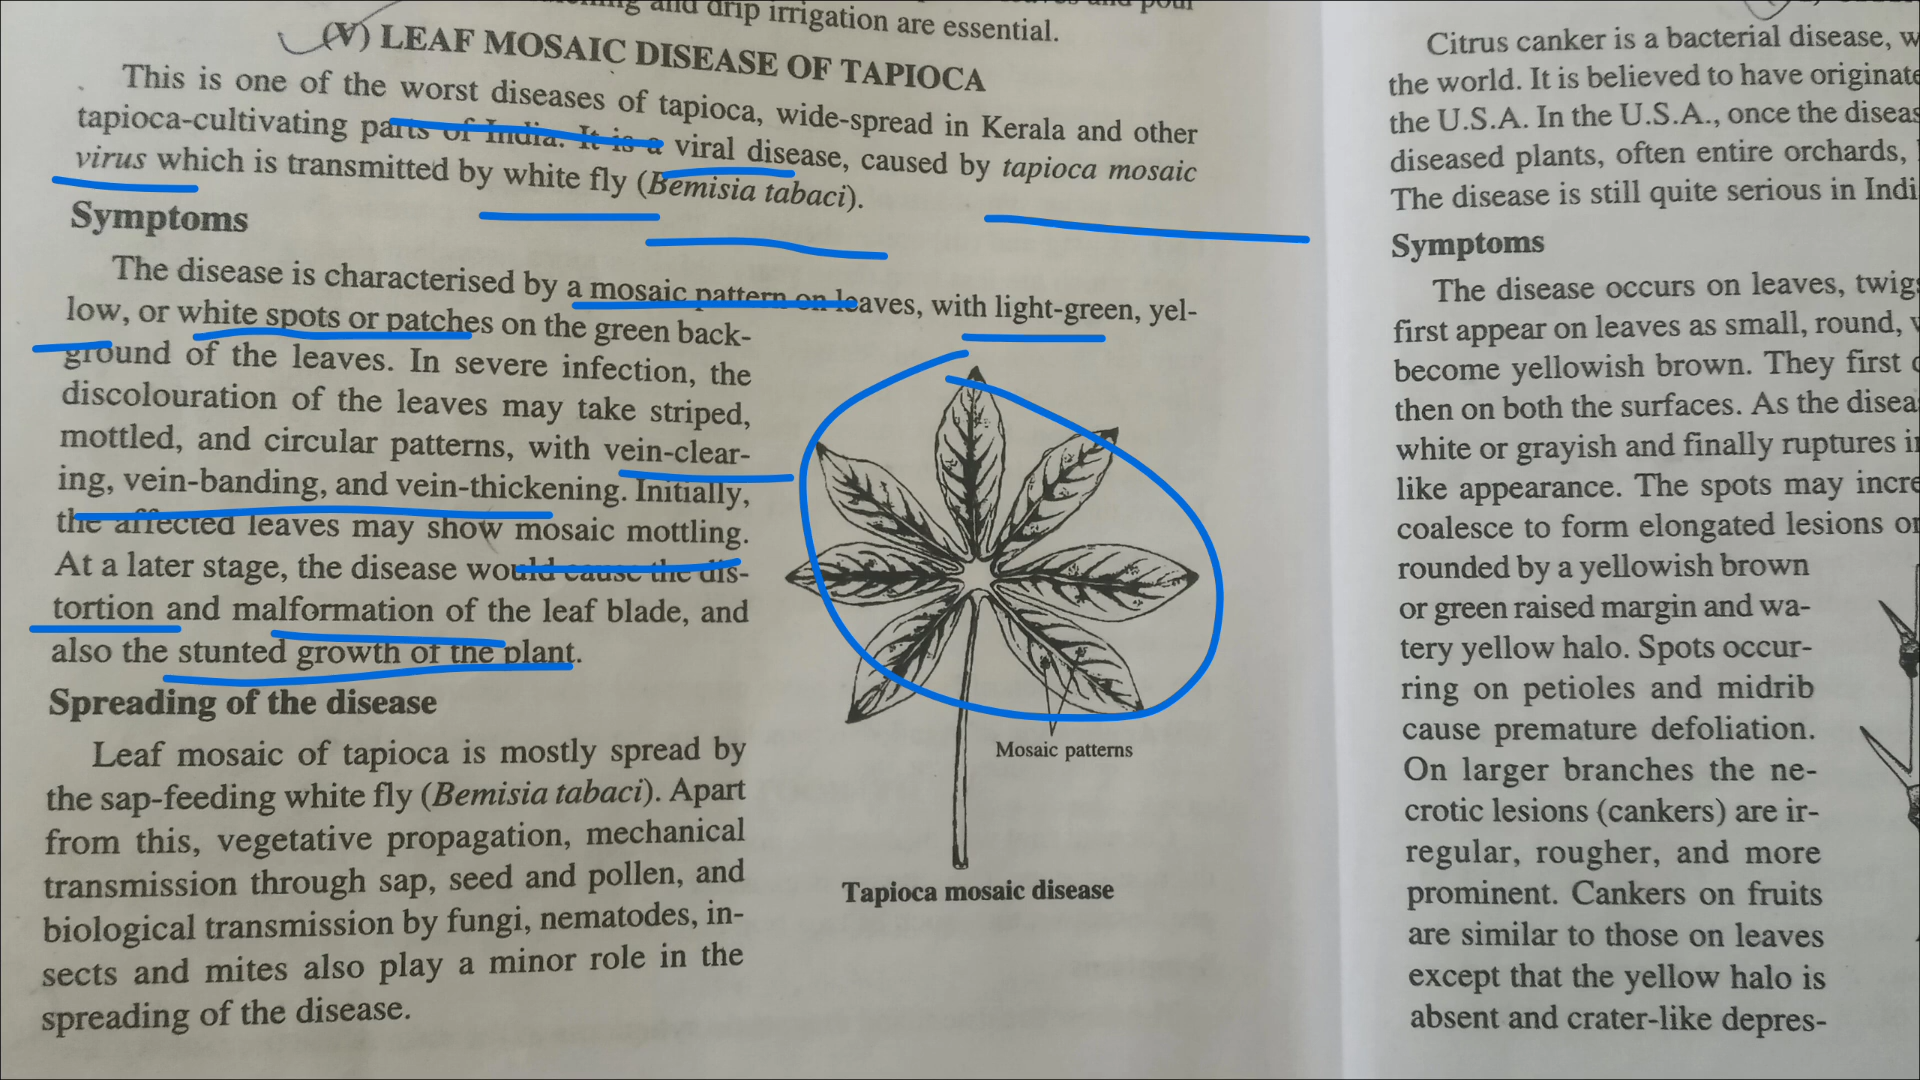 and drip irrigation are essential.
(V) LEAF MOSAIC DISEASE OF TAPIOCA
This is one of the worst diseases of tapioca, wide-spread in Kerala and other
tapioca-cultivating parts of India. It is a viral disease, caused by tapioca mosaic
virus which is transmitted by white fly (Bemisia tabaci).
Symptoms
The disease is characterised by a mosaic pattern on leaves, with light-green, yel-
low, or white spots or patches on the green back-
ground of the leaves. In severe infection, the
discolouration of the leaves may take striped,
mottled, and circular patterns, with vein-clear-
ing, vein-banding, and vein-thickening. Initially,
the affected leaves may show mosaic mottling.
At a later stage, the disease would cause the dis-
tortion and malformation of the leaf blade, and
also the stunted growth of the plant.
Spreading of the disease
Leaf mosaic of tapioca is mostly spread by
the sap-feeding white fly (Bemisia tabaci). Apart
from this, vegetative propagation, mechanical
transmission through sap, seed and pollen, and
biological transmission by fungi, nematodes, in-
sects and mites also play a minor role in the
spreading of the disease.
Mosaic patterns
Tapioca mosaic disease
Citrus canker is a bacterial disease,
the world. It is believed to have
the U.S.A. In the U.S.A., once the
diseased plants, often entire orchards,
The disease is still quite serious in
Symptoms
The disease occurs on leaves,
first appear on leaves as small, round,
become yellowish brown. They first
then on both the surfaces. As the
white or grayish and finally ruptures
like appearance. The spots may
coalesce to form elongated lesions
rounded by a yellowish brown
or green raised margin and wa-
tery yellow halo. Spots occur-
ring on petioles and midrib
cause premature defoliation.
On larger branches the ne-
crotic lesions (cankers) are ir-
regular, rougher, and more
prominent. Cankers on fruits
are similar to those on leaves
except that the yellow halo is
absent and crater-like depres-